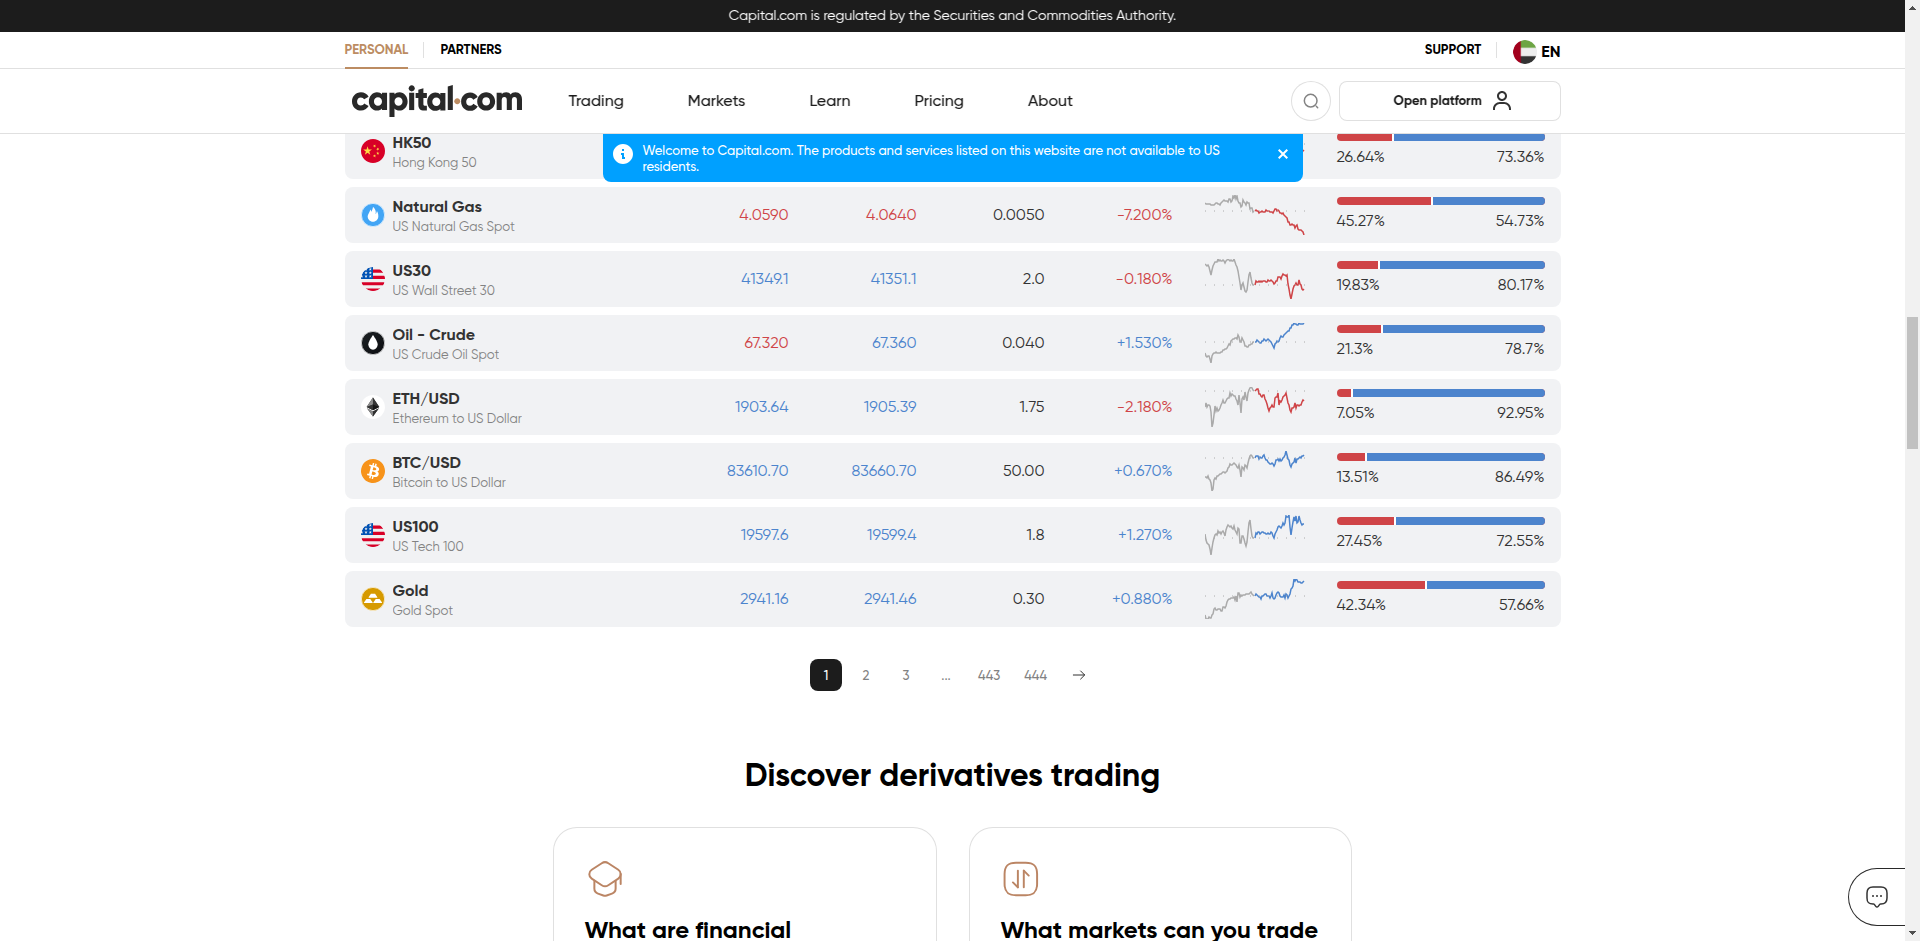 Capital.com is regulated by the Securities and Commodities Authority.
PERSONAL PARTNERS SUPPORT EN
capital.com Trading Markets Learn Pricing About Open platform
HK50
Hong Kong 50
Welcome to Capital.com. The products and services listed on this website are not available to US
residents.
26.64% 73.36%
Natural Gas
US Natural Gas Spot
4.0590 4.0640 0.0050 -7.200%
45.27% 54.73%
US30
US Wall Street 30
41349.1 41351.1 2.0 -0.180%
19.83% 80.17%
Oil - Crude
US Crude Oil Spot
67.320 67.360 0.040 +1.530%
21.3% 78.7%
ETH/USD
Ethereum to US Dollar
1903.64 1905.39 1.75 -2.180%
7.05% 92.95%
BTC/USD
Bitcoin to US Dollar
83610.70 83660.70 50.00 +0.670%
13.51% 86.49%
US100
US Tech 100
19597.6 19599.4 1.8 +1.270%
27.45% 72.55%
Gold
Gold Spot
2941.16 2941.46 0.30 +0.880%
42.34% 57.66%
1 2 3 ... 443 444
Discover derivatives trading
What are financial
What markets can you trade